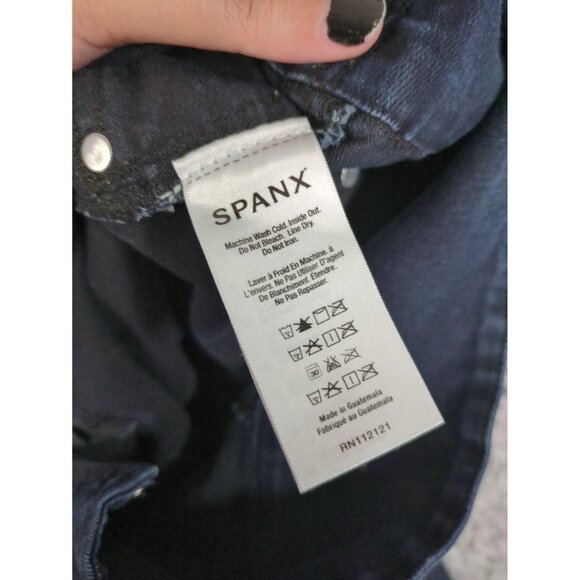 SPANX
Machine Wash Cold. Inside Out.
Do Not Bleach. Line Dry.
Do Not Iron.
Laver à Froid En Machine. à
L'envers. Ne Pas Utiliser D'agent
De Blanchiment. Étendre.
Ne Pas Repasser.
30
Made in Guatemala
Fabriqué au Guatemala
RN112121